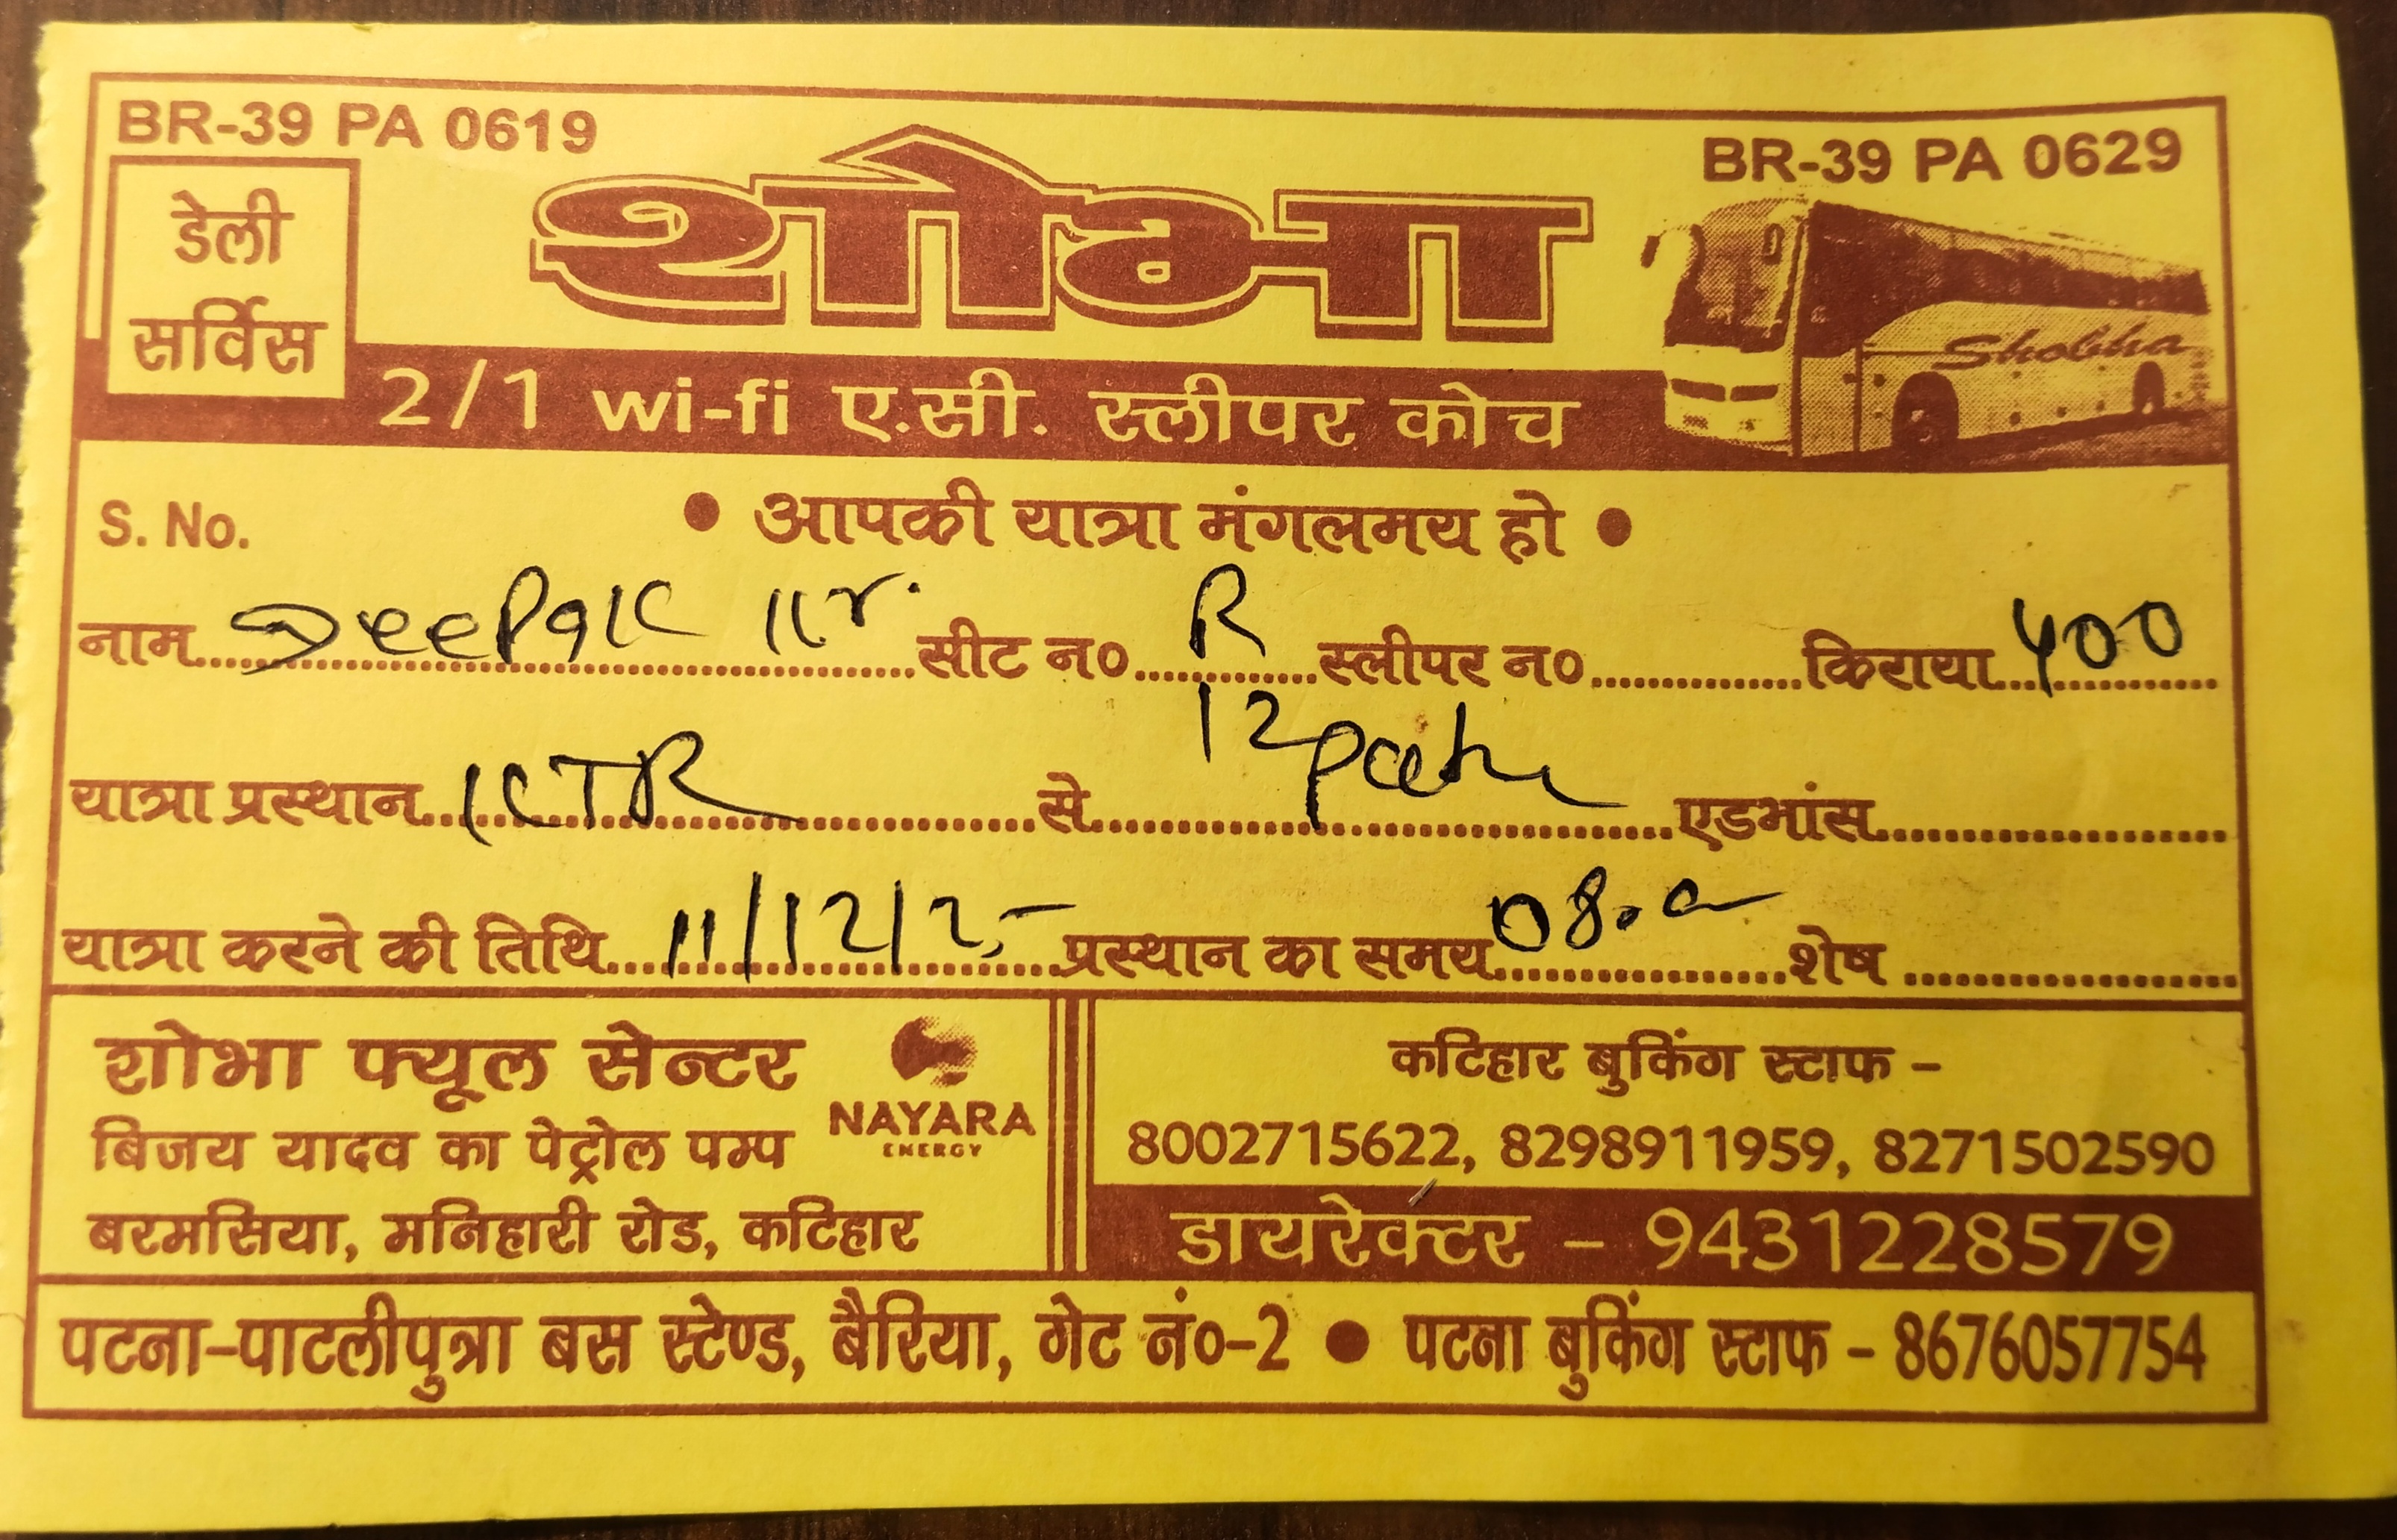 BR-39 PA 0619
BR-39 PA 0629
डेली
सर्विस
शोभा
Shobha
2/1 wi-fi ए.सी. स्लीपर कोच
S. No.
• आपकी यात्रा मंगलमय हो •
नाम Deepak Kr. सीट न० R 12 स्लीपर न० किराया 400
यात्रा प्रस्थान KTR से एडभांस
यात्रा करने की तिथि 11/12/25 प्रस्थान का समय 08. शेष
शोभा फ्यूल सेन्टर
बिजय यादव का पेट्रोल पम्प
बरमसिया, मनिहारी रोड, कटिहार
NAYARA
ENERGY
कटिहार बुकिंग स्टाफ -
8002715622, 8298911959, 8271502590
डायरेक्टर - 9431228579
पटना-पाटलीपुत्रा बस स्टेण्ड, बैरिया, गेट नं०-2 • पटना बुकिंग स्टाफ - 8676057754